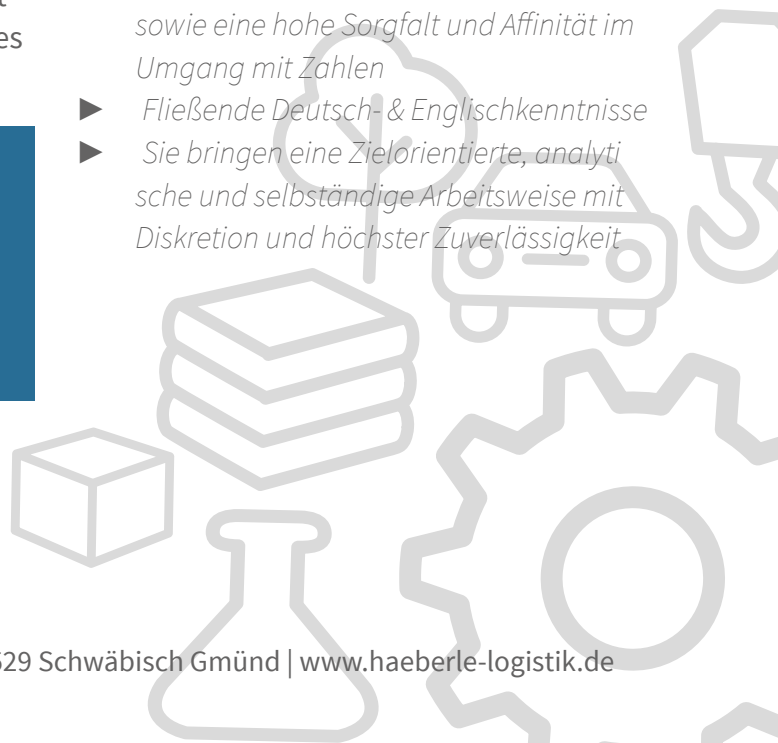 es
sowie eine hohe Sorgfalt und Affinität im
Umgang mit Zahlen
► Fließende Deutsch- & Englischkenntnisse
► Sie bringen eine Zielorientierte, analyti
sche und selbständige Arbeitsweise mit
Diskretion und höchster Zuverlässigkeit
529 Schwäbisch Gmünd | www.haeberle-logistik.de